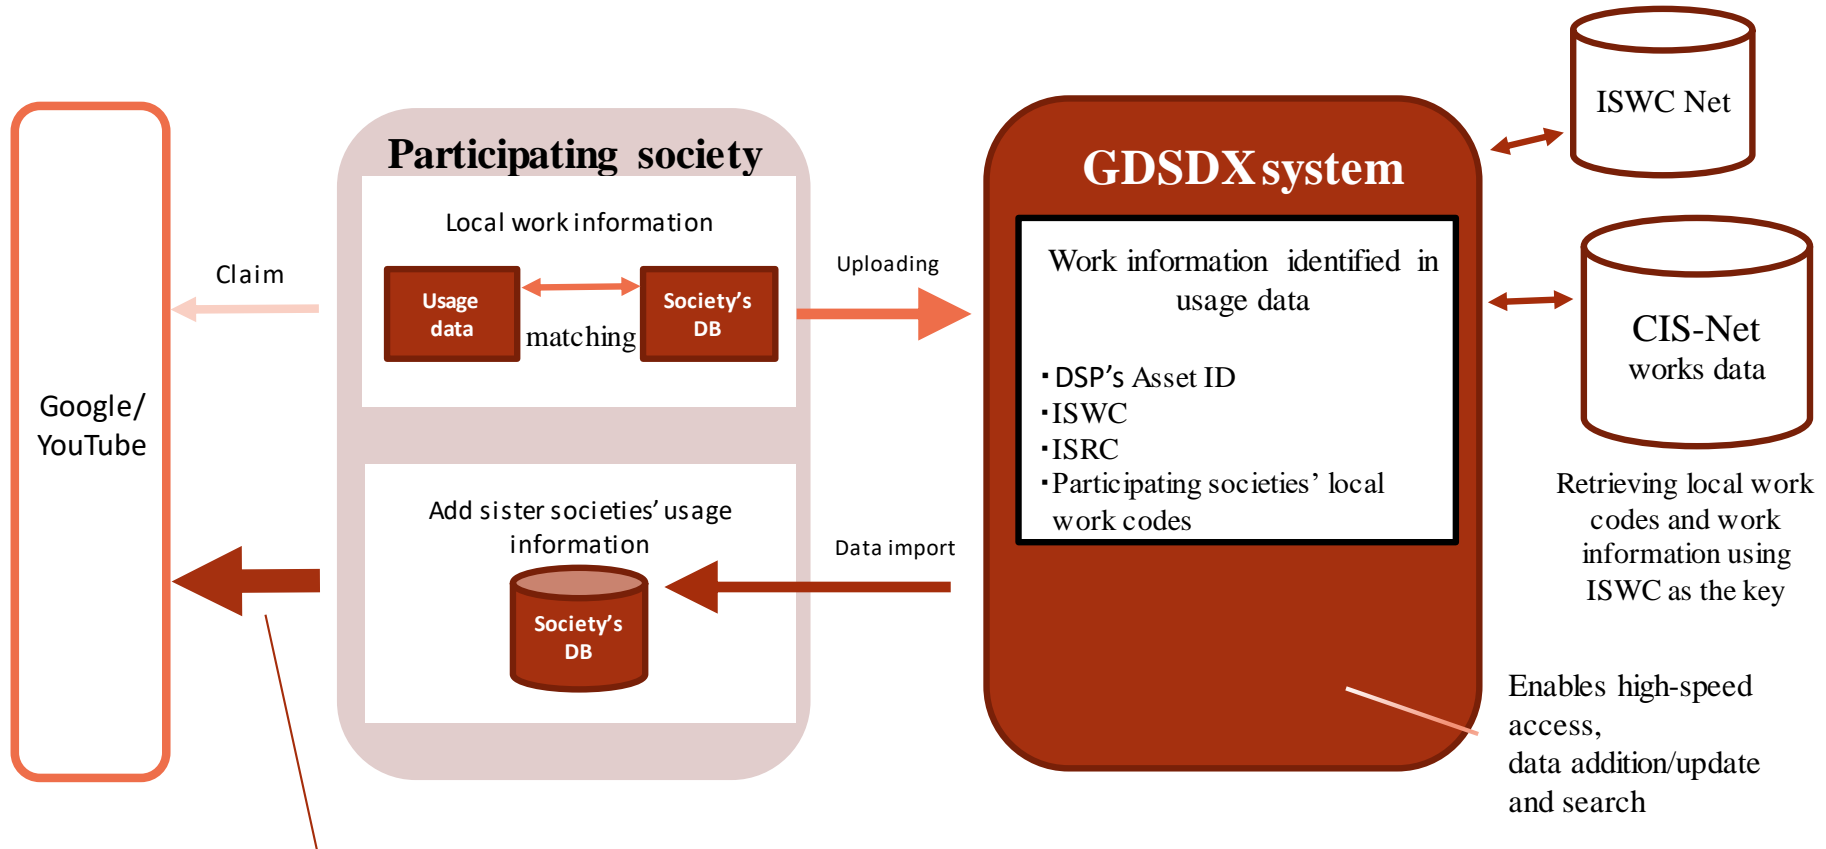 Google/
YouTube
Claim
Participating society
Local work information
Usage
data
matching
Society's
DB
Add sister societies' usage
information
Society's
DB
Uploading
Data import
GDSDX system
Work information identified in
usage data
・DSP's Asset ID
・ISWC
・ISRC
・Participating societies' local
work codes
ISWC Net
CIS-Net
works data
Retrieving local work
codes and work
information using
ISWC as the key
Enables high-speed
access,
data addition/update
and search